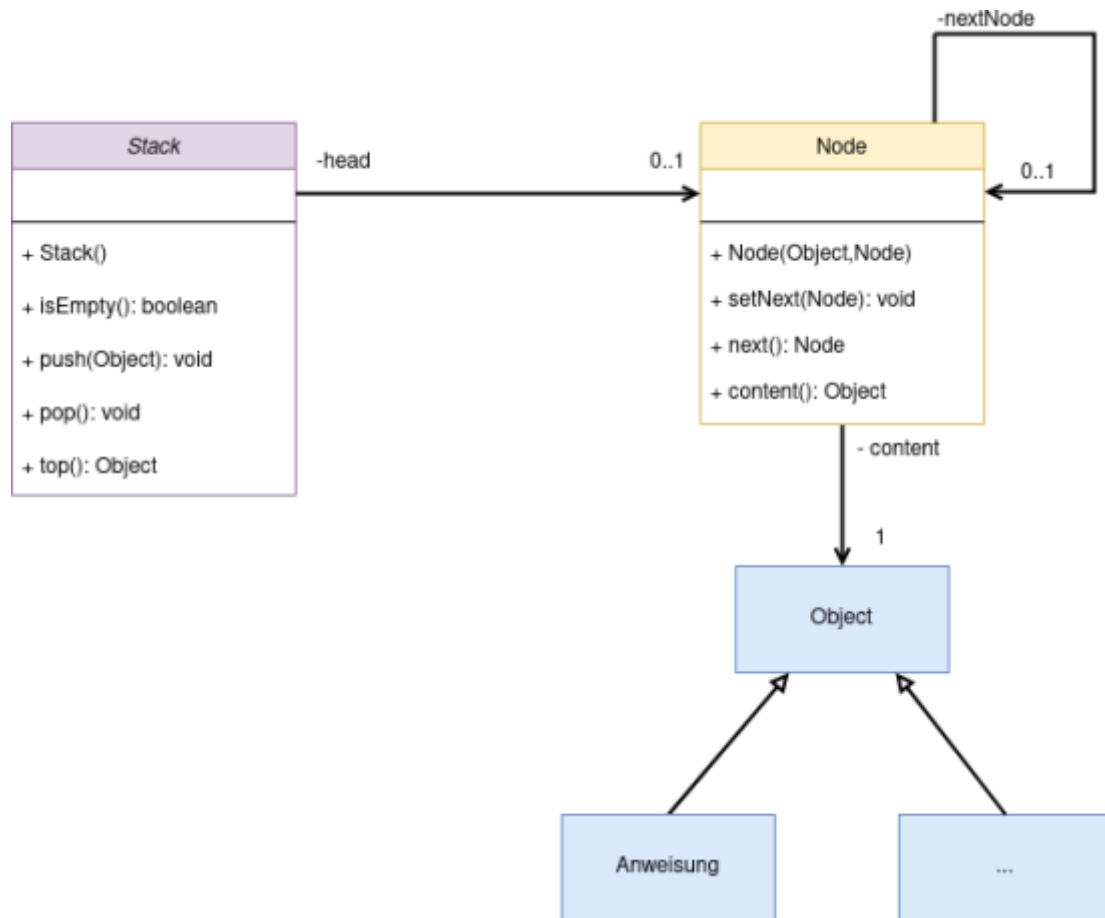 -nextNode
Stack
-head
0..1
Node
0..1
+ Stack()
+ isEmpty(): boolean
+ push(Object): void
+ pop(): void
+ top(): Object
+ Node(Object,Node)
+ setNext(Node): void
+ next(): Node
+ content(): Object
- content
1
Object
Anweisung
...